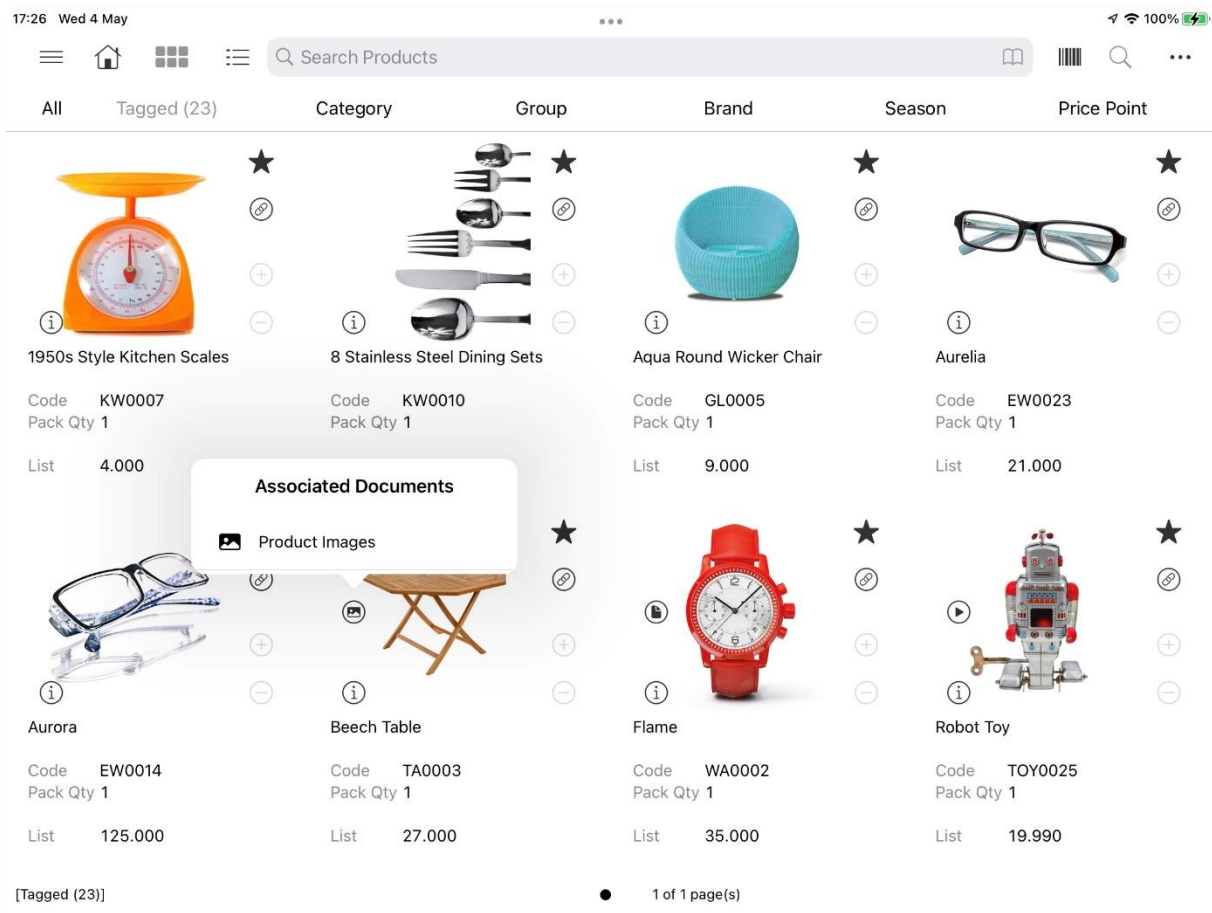 17:26 Wed 4 May
100%
Search Products
All Tagged (23) Category Group Brand Season Price Point
1950s Style Kitchen Scales
Code KW0007
Pack Qty 1
List 4.000
8 Stainless Steel Dining Sets
Code KW0010
Pack Qty 1
Aqua Round Wicker Chair
Code GL0005
Pack Qty 1
List 9.000
Aurelia
Code EW0023
Pack Qty 1
List 21.000
Associated Documents
Product Images
Aurora
Code EW0014
Pack Qty 1
List 125.000
Beech Table
Code TA0003
Pack Qty 1
List 27.000
Flame
Code WA0002
Pack Qty 1
List 35.000
Robot Toy
Code TOY0025
Pack Qty 1
List 19.990
[Tagged (23)]
1 of 1 page(s)